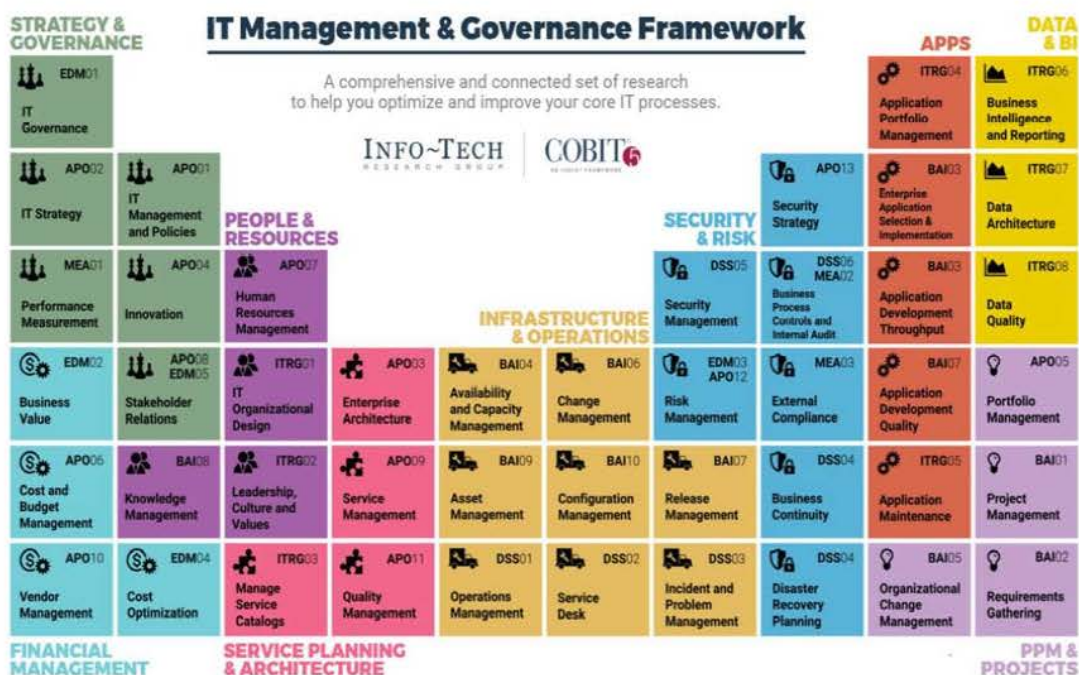 STRATEGY &
GOVERNANCE
IT Management & Governance Framework
A comprehensive and connected set of research
to help you optimize and improve your core IT processes.
INFO~TECH
RESEARCH GROUP
COBIT 5
AN ISACA® FRAMEWORK
APPS
DATA
& BI
EDM01
IT
Governance
ITRG04
Application
Portfolio
Management
ITRG06
Business
Intelligence
and Reporting
APO02
IT Strategy
APO01
IT
Management
and Policies
PEOPLE &
RESOURCES
SECURITY
& RISK
APO13
Security
Strategy
BAI03
Enterprise
Application
Selection &
Implementation
ITRG07
Data
Architecture
MEA01
Performance
Measurement
APO04
Innovation
APO07
Human
Resources
Management
INFRASTRUCTURE
& OPERATIONS
DSS05
Security
Management
DSS06
MEA02
Business
Process
Controls and
Internal Audit
BAI03
Application
Development
Throughput
ITRG08
Data
Quality
EDM02
Business
Value
APO08
EDM05
Stakeholder
Relations
ITRG01
IT
Organizational
Design
APO03
Enterprise
Architecture
BAI04
Availability
and Capacity
Management
BAI06
Change
Management
EDM03
APO12
Risk
Management
MEA03
External
Compliance
BAI07
Application
Development
Quality
APO05
Portfolio
Management
APO06
Cost and
Budget
Management
BAI08
Knowledge
Management
ITRG02
Leadership,
Culture and
Values
APO09
Service
Management
BAI09
Asset
Management
BAI10
Configuration
Management
BAI07
Release
Management
DSS04
Business
Continuity
ITRG05
Application
Maintenance
BAI01
Project
Management
APO10
Vendor
Management
EDM04
Cost
Optimization
ITRG03
Manage
Service
Catalogs
APO11
Quality
Management
DSS01
Operations
Management
DSS02
Service
Desk
DSS03
Incident and
Problem
Management
DSS04
Disaster
Recovery
Planning
BAI05
Organizational
Change
Management
BAI02
Requirements
Gathering
FINANCIAL
MANAGEMENT
SERVICE PLANNING
& ARCHITECTURE
PPM &
PROJECTS